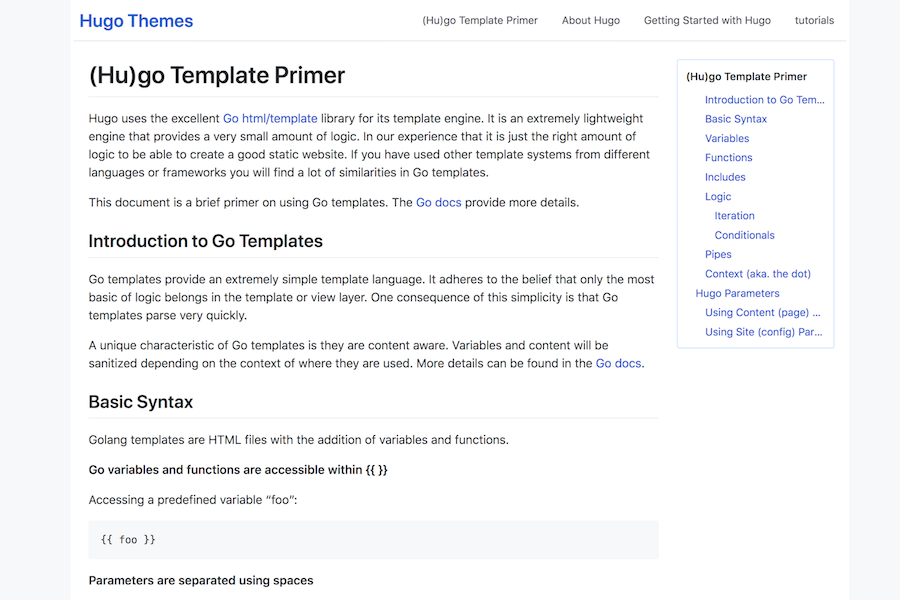 Hugo Themes
(Hu)go Template Primer
About Hugo
Getting Started with Hugo
tutorials
(Hu)go Template Primer
Hugo uses the excellent Go html/template library for its template engine. It is an extremely lightweight
engine that provides a very small amount of logic. In our experience that it is just the right amount of
logic to be able to create a good static website. If you have used other template systems from different
languages or frameworks you will find a lot of similarities in Go templates.
This document is a brief primer on using Go templates. The Go docs provide more details.
Introduction to Go Templates
Go templates provide an extremely simple template language. It adheres to the belief that only the most
basic of logic belongs in the template or view layer. One consequence of this simplicity is that Go
templates parse very quickly.
A unique characteristic of Go templates is they are content aware. Variables and content will be
sanitized depending on the context of where they are used. More details can be found in the Go docs.
Basic Syntax
Golang templates are HTML files with the addition of variables and functions.
Go variables and functions are accessible within {{ }}
Accessing a predefined variable “foo”:
{{ foo }}
Parameters are separated using spaces
(Hu)go Template Primer
Introduction to Go Tem...
Basic Syntax
Variables
Functions
Includes
Logic
Iteration
Conditionals
Pipes
Context (aka. the dot)
Hugo Parameters
Using Content (page) ...
Using Site (config) Par...